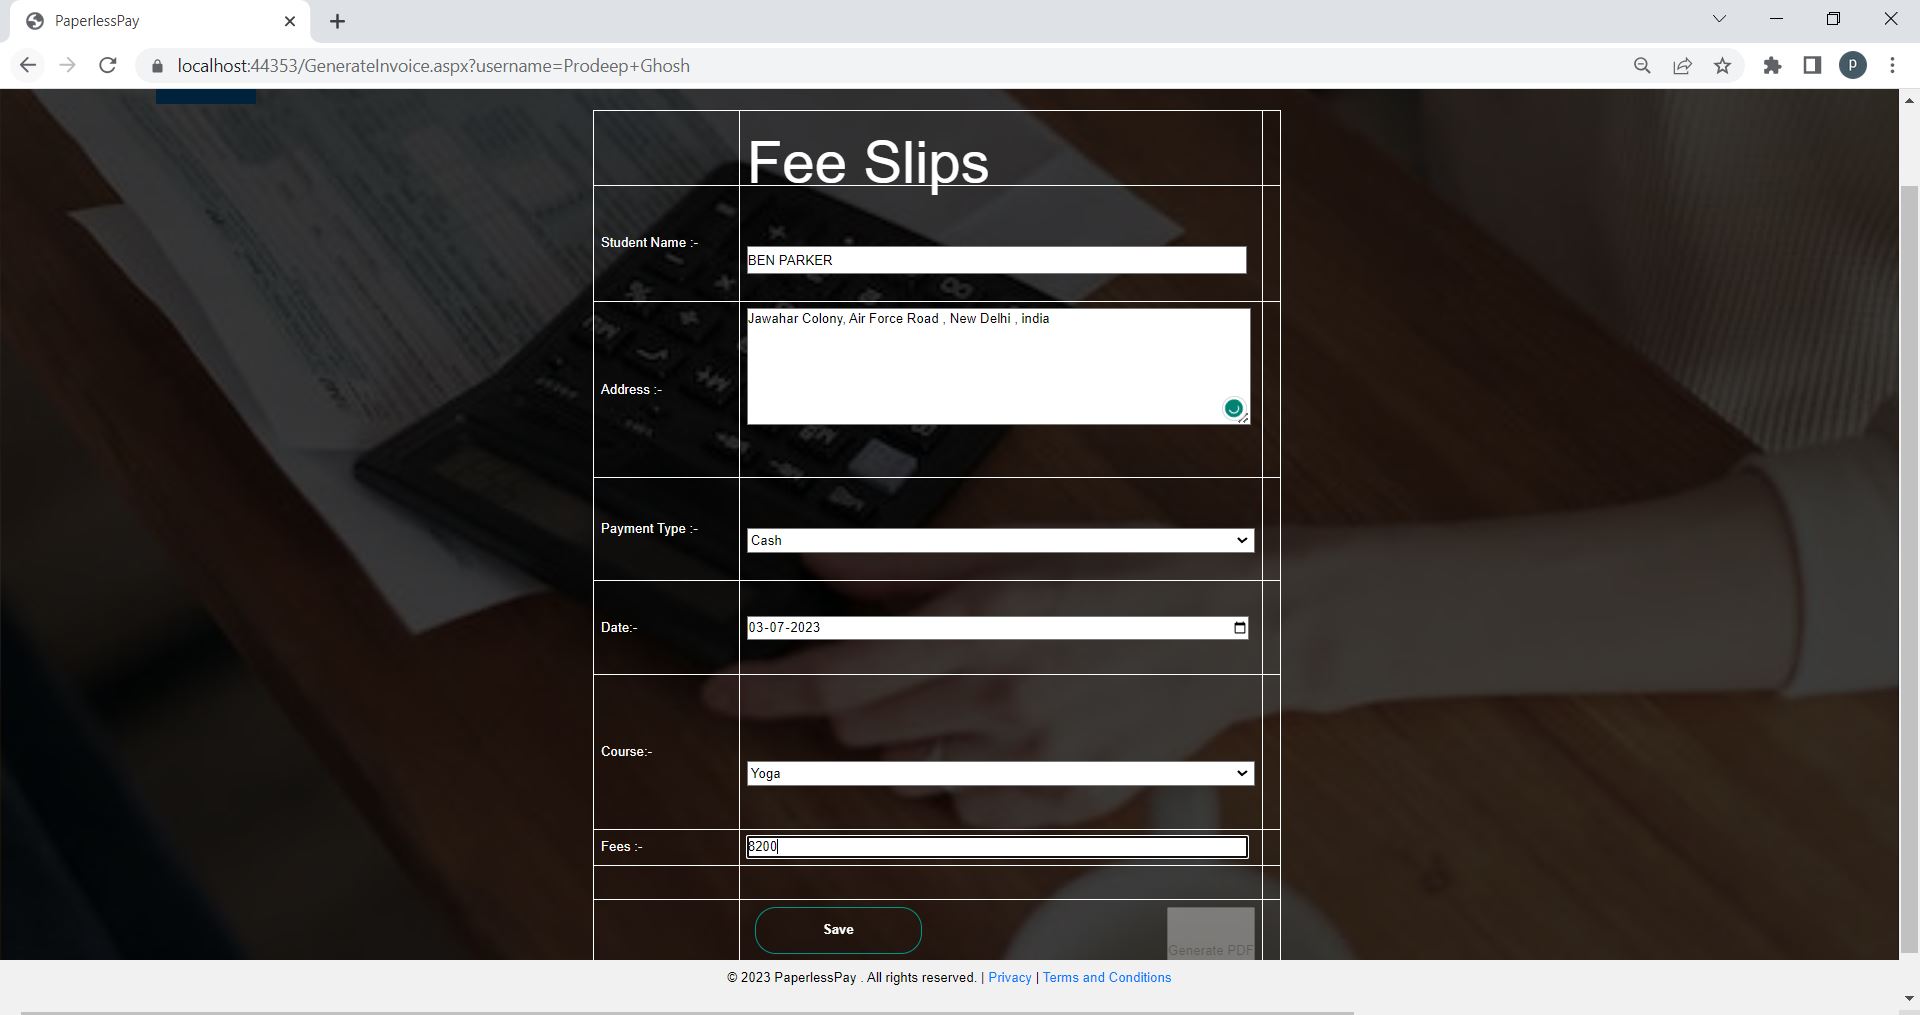 PaperlessPay
localhost:44353/GenerateInvoice.aspx?username=Prodeep+Ghosh
P
Fee Slips
Student Name :-
BEN PARKER
Address :-
Jawahar Colony, Air Force Road , New Delhi , india
Payment Type :-
Cash
Date:-
03-07-2023
Course:-
Yoga
Fees :-
8200
Save
Generate PDF
© 2023 PaperlessPay . All rights reserved. | Privacy | Terms and Conditions